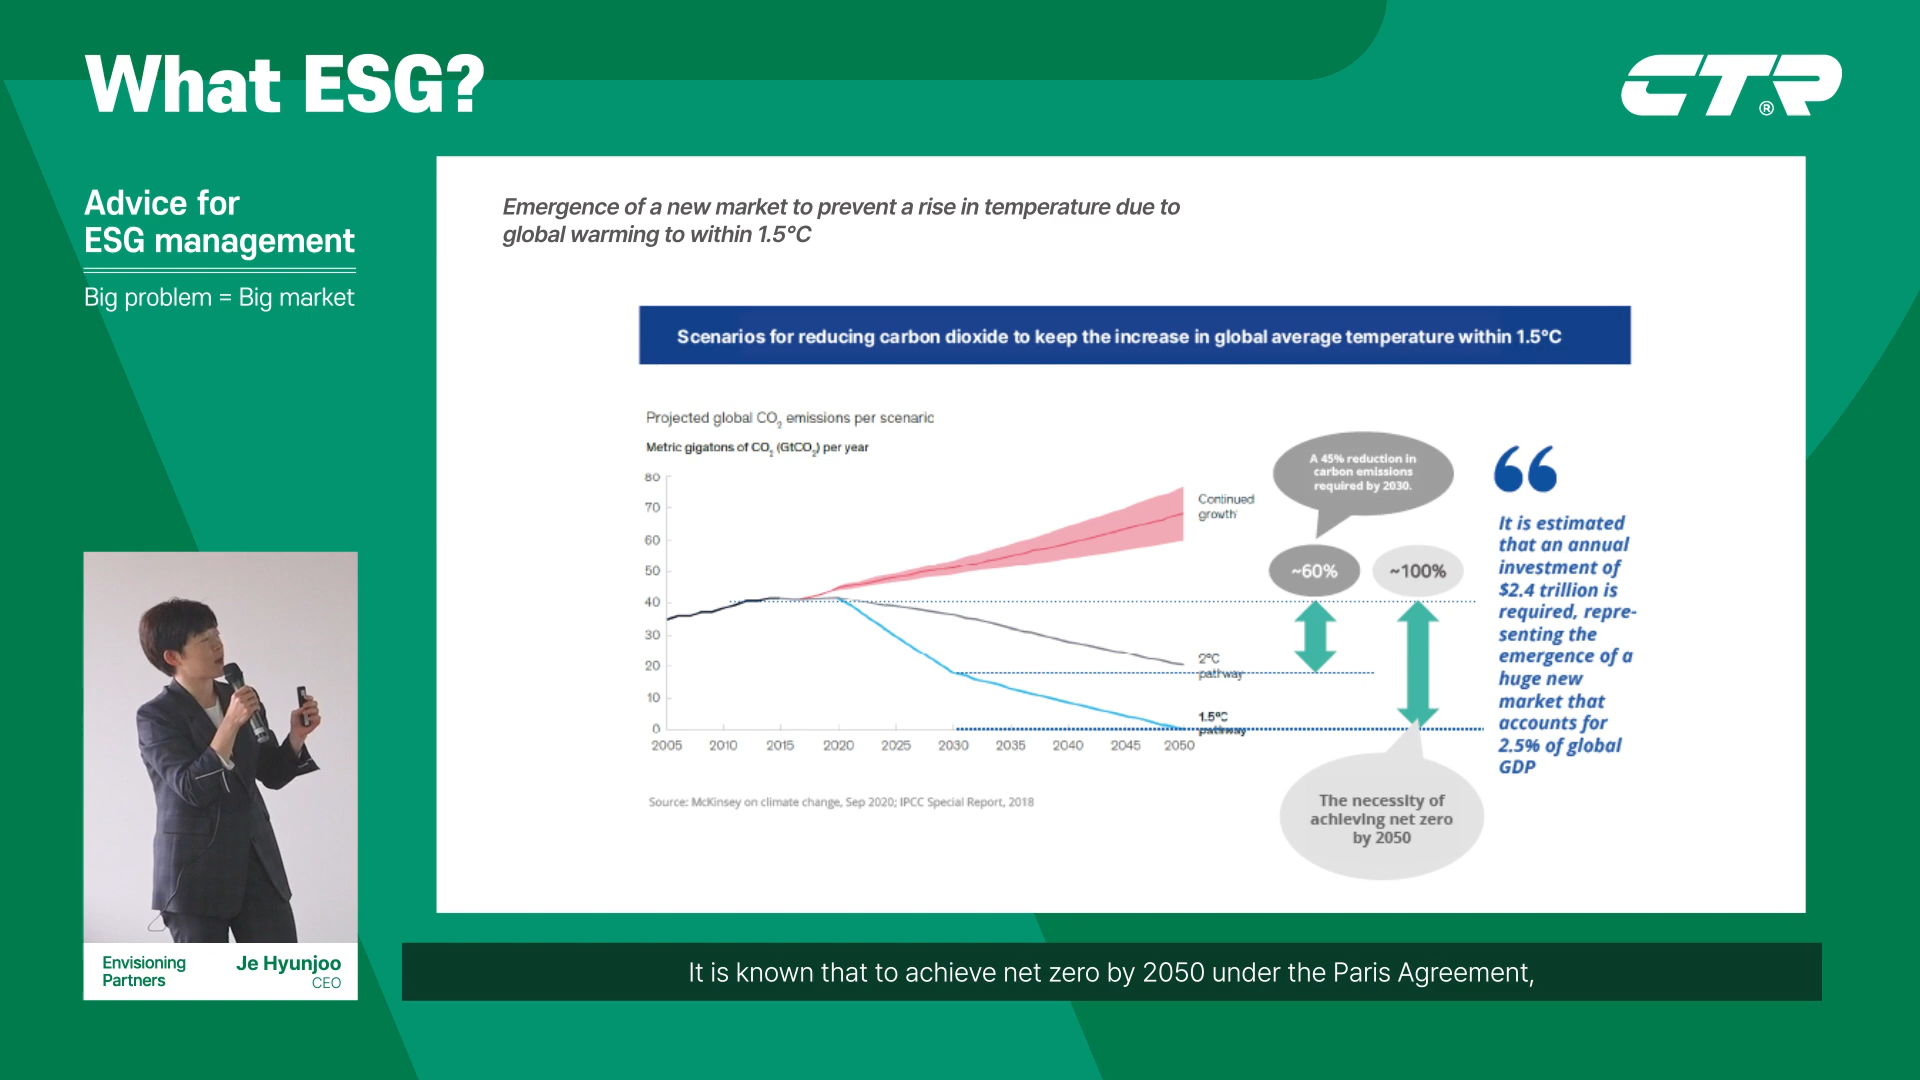 What ESG?
CTR®
Advice for
ESG management
Big problem = Big market
Emergence of a new market to prevent a rise in temperature due to
global warming to within 1.5°C
Scenarios for reducing carbon dioxide to keep the increase in global average temperature within 1.5°C
Projected global CO₂ emissions per scenaric
Metric gigatons of CO₂ (GtCO₂) per year
80
70
60
50
40
30
20
10
0
2005 2010 2015 2020 2025 2030 2035 2040 2045 2050
Continued
growth
2°C
pathway
1.5°C
pathway
A 45% reduction in
carbon emissions
required by 2030.
~60%
~100%
The necessity of
achieving net zero
by 2050
“
It is estimated
that an annual
investment of
$2.4 trillion is
required, repre-
senting the
emergence of a
huge new
market that
accounts for
2.5% of global
GDP
Source: McKinsey on climate change, Sep 2020; IPCC Special Report, 2018
Envisioning
Partners
Je Hyunjoo
CEO
It is known that to achieve net zero by 2050 under the Paris Agreement,